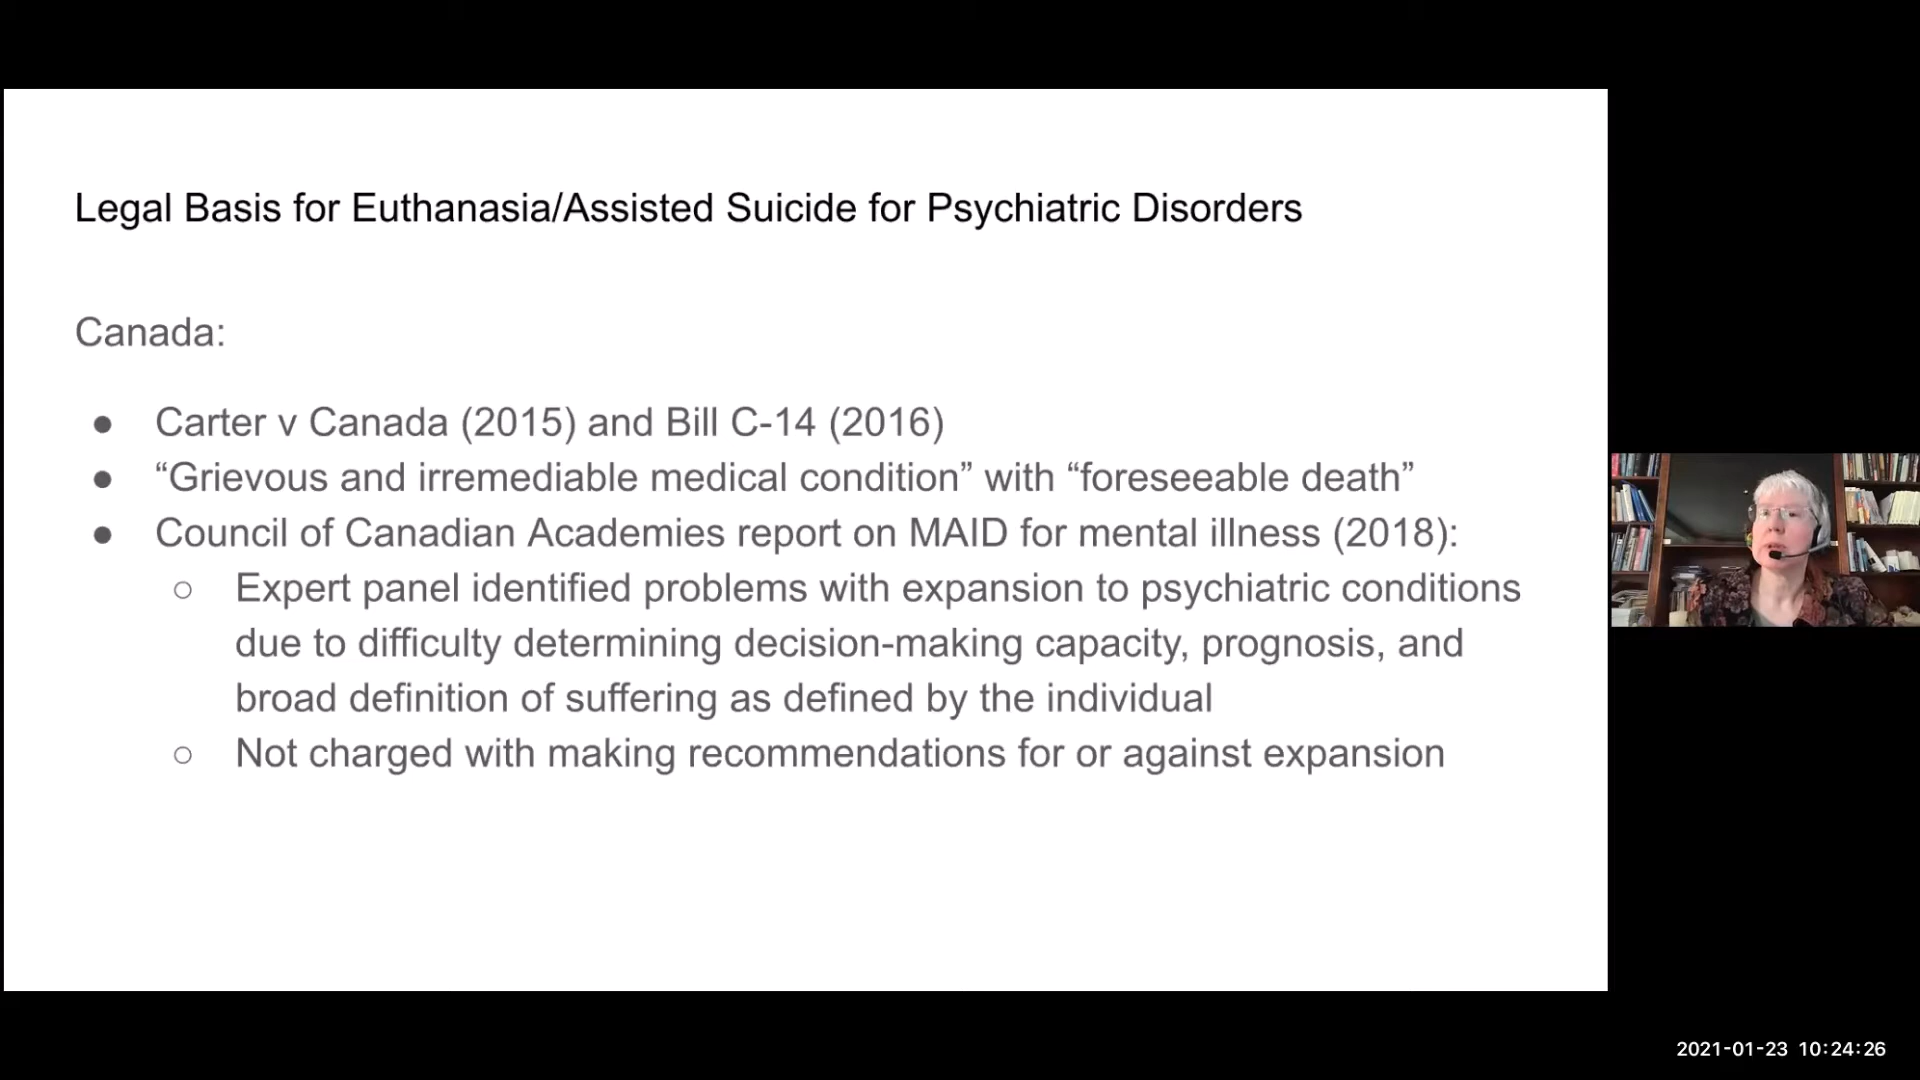 Legal Basis for Euthanasia/Assisted Suicide for Psychiatric Disorders
Canada:
● Carter v Canada (2015) and Bill C-14 (2016)
● “Grievous and irremediable medical condition” with “foreseeable death”
● Council of Canadian Academies report on MAID for mental illness (2018):
○ Expert panel identified problems with expansion to psychiatric conditions
due to difficulty determining decision-making capacity, prognosis, and
broad definition of suffering as defined by the individual
○ Not charged with making recommendations for or against expansion
2021-01-23 10:24:26